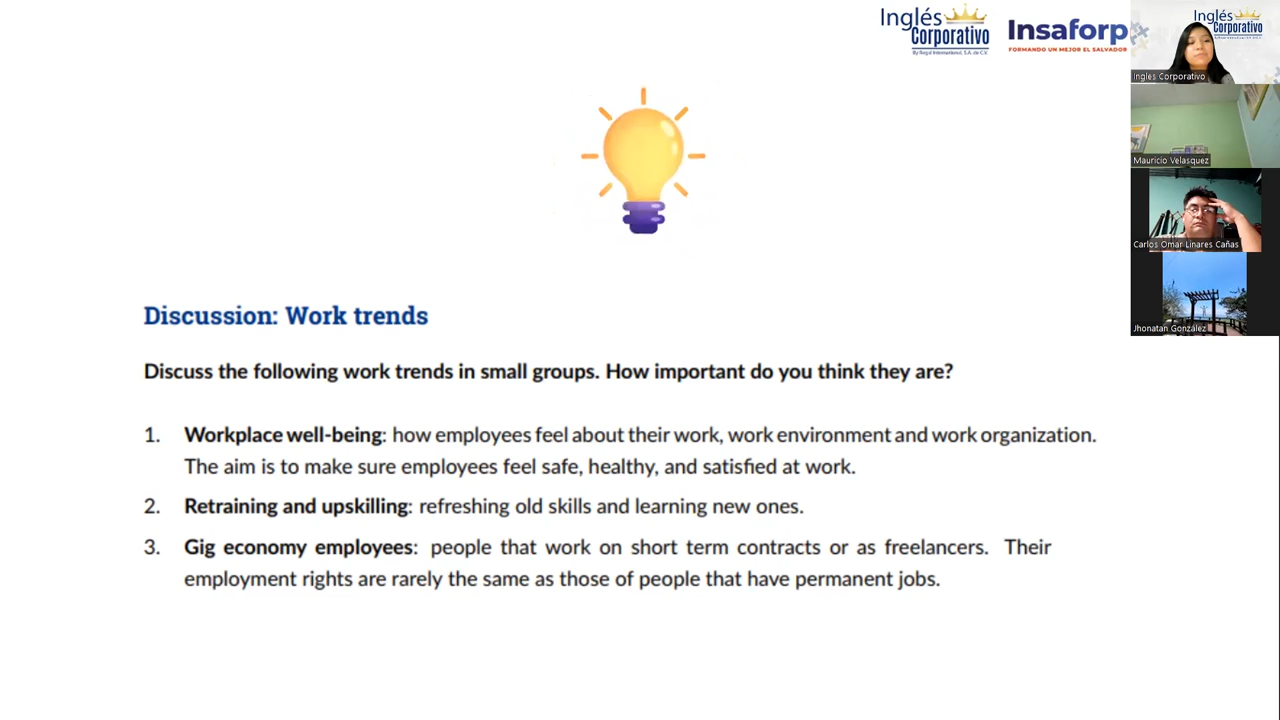 Inglés
Corporativo
By Regal International, S.A. de C.V.
Insaforp
FORMANDO UN MEJOR EL SALVADOR
Inglés
Corporativo
Ingles Corporativo
Mauricio Velasquez
Carlos Omar Linares Cañas
Jhonatan González
Discussion: Work trends
Discuss the following work trends in small groups. How important do you think they are?
1. Workplace well-being: how employees feel about their work, work environment and work organization.
The aim is to make sure employees feel safe, healthy, and satisfied at work.
2. Retraining and upskilling: refreshing old skills and learning new ones.
3. Gig economy employees: people that work on short term contracts or as freelancers. Their
employment rights are rarely the same as those of people that have permanent jobs.